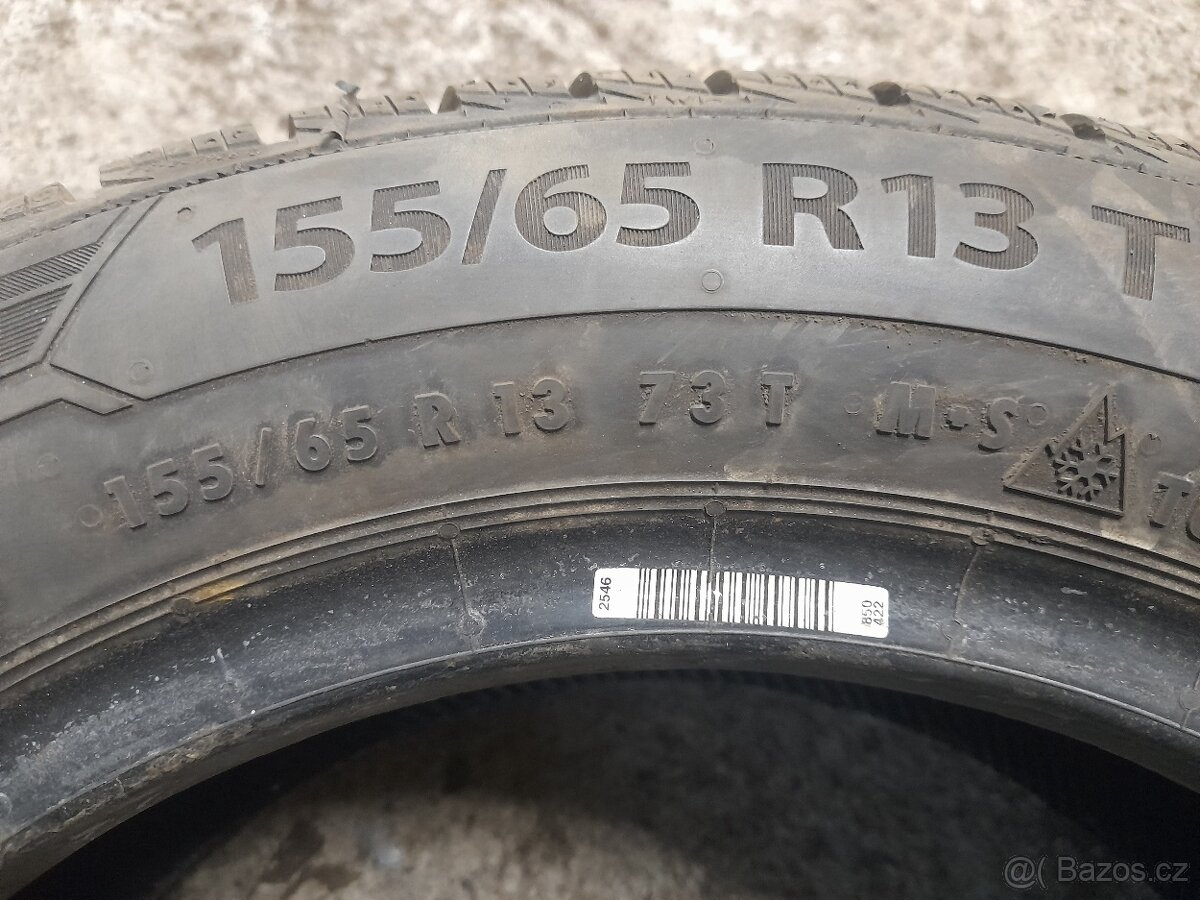 155/65 R13 T
155/65 R 13 73 T M+S
2546
850
422
@( Bazos.cz